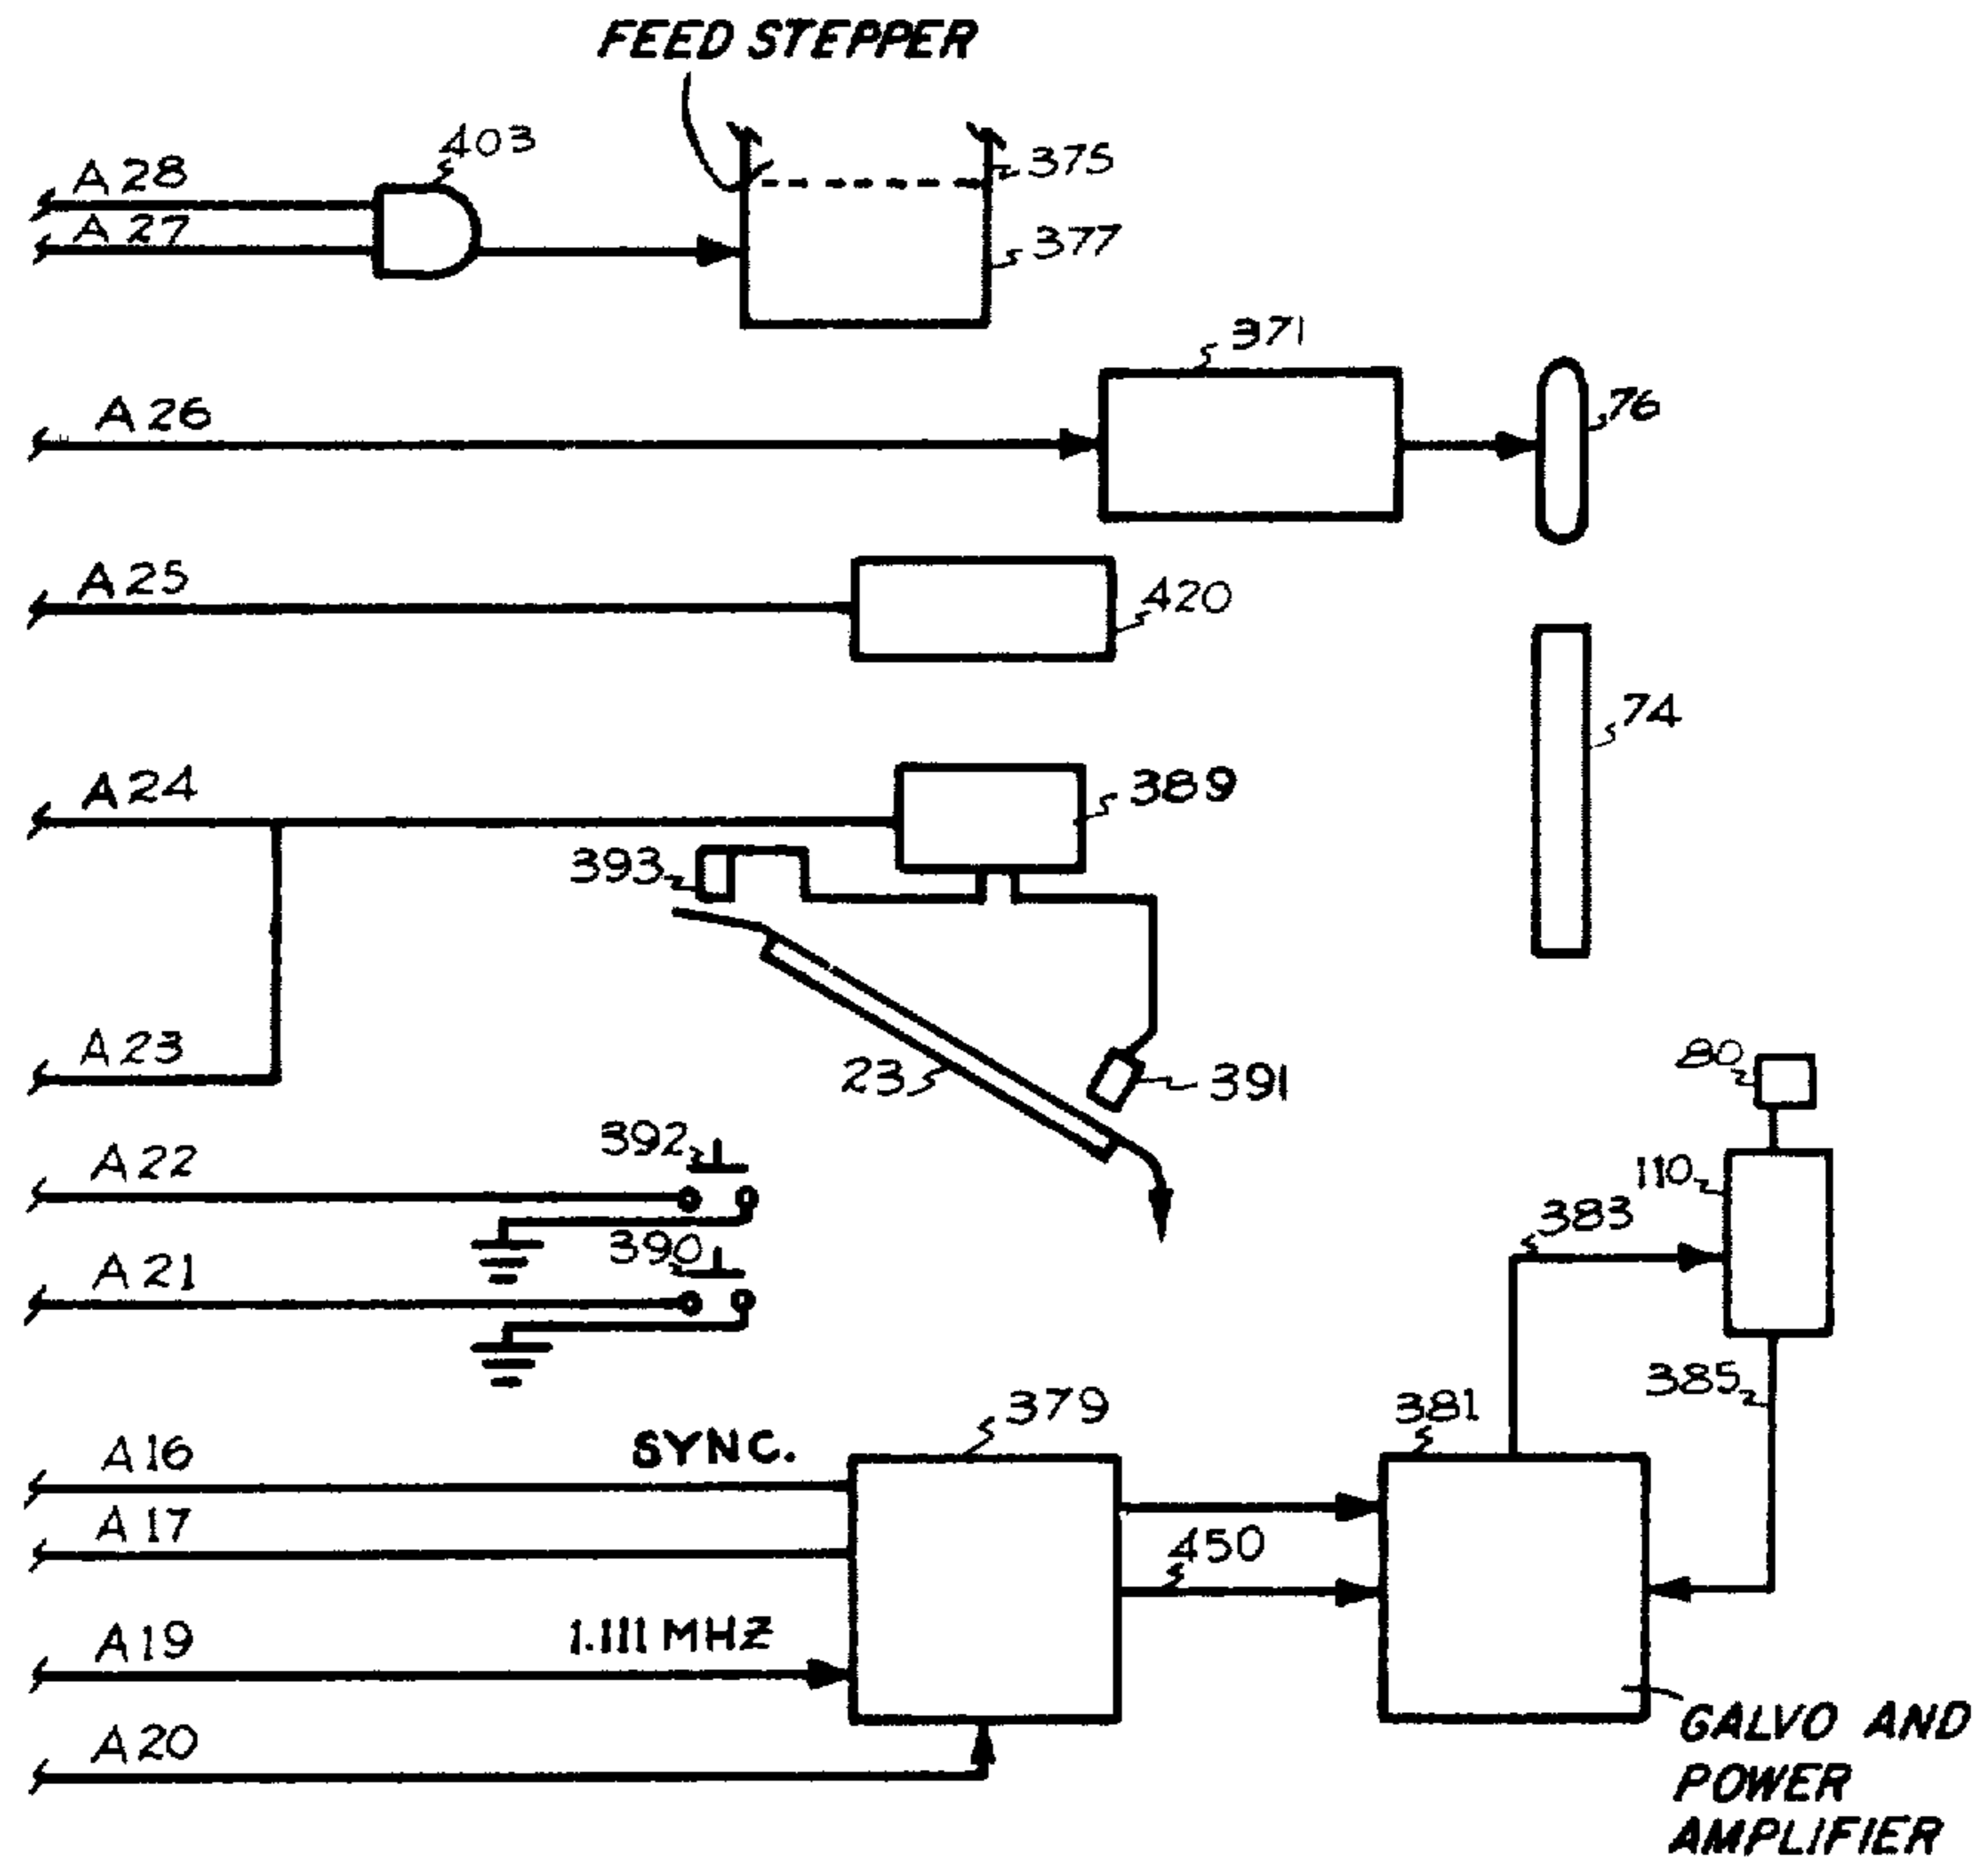 FEED STEPPER
403
A28
375
A27
377
371
A26
76
A25
420
74
A24
389
393
A23
80
23
391
392
A22
110
383
390
A21
385
379
381
A16
SYNC.
A17
450
A19
1.111 MHZ
GALVO AND
A20
POWER
AMPLIFIER